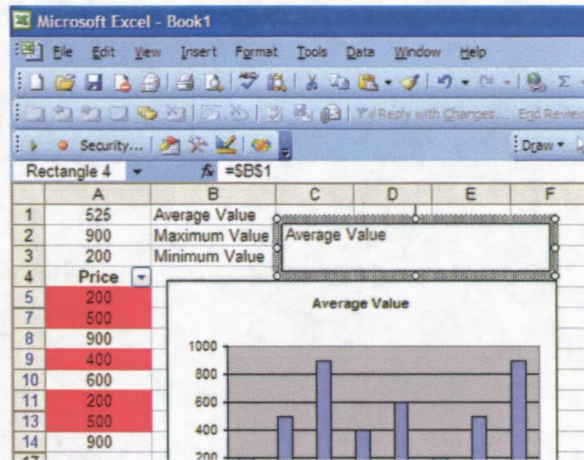 Microsoft Excel - Book1
File Edit View Insert Format Tools Data Window Help
Σ
Reply with Changes... End Review
Security... Draw
Rectangle 4 fx =$B$1
A B C D E F
1 525 Average Value
2 900 Maximum Value Average Value
3 200 Minimum Value
4 Price
5 200
7 500
8 900
9 400
10 600
11 200
13 500
14 900
Average Value
1000
800
600
400
200